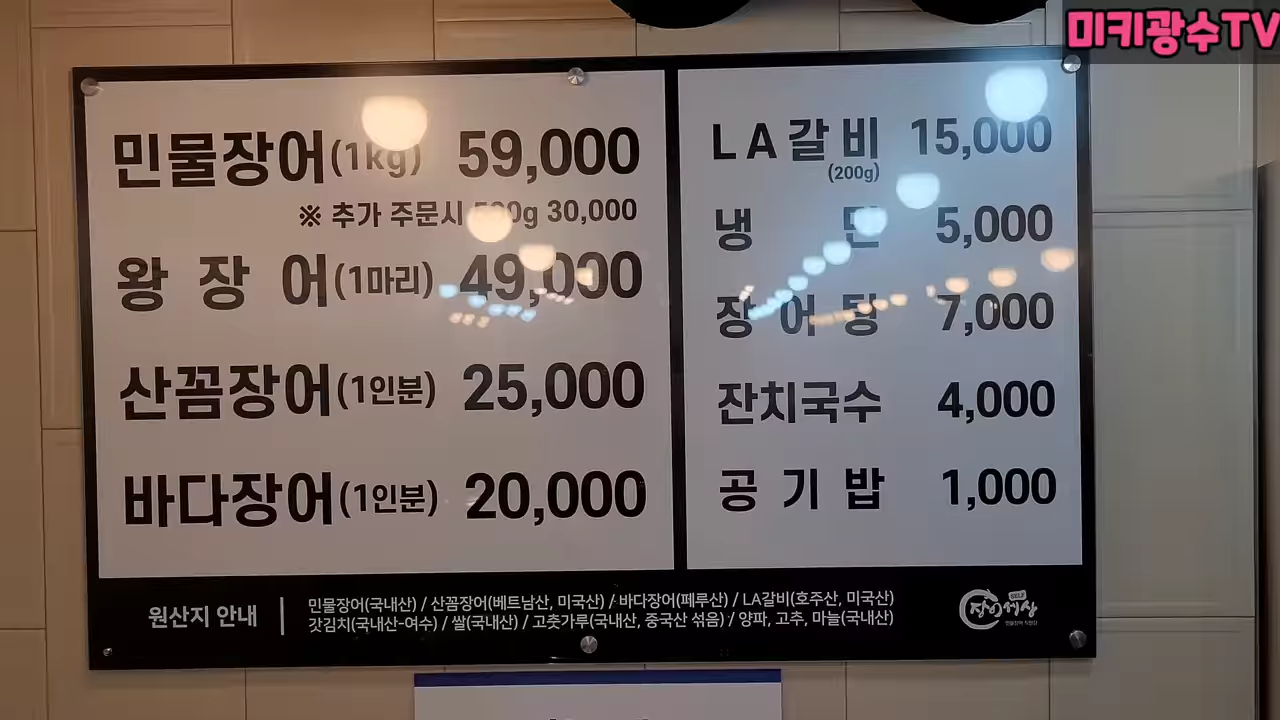 미키광수TV
민물장어(1kg) 59,000
※ 추가 주문시 500g 30,000
왕 장 어(1마리) 49,000
산꼼장어(1인분) 25,000
바다장어(1인분) 20,000
LA갈비 15,000
(200g)
냉 면 5,000
장 어 탕 7,000
잔치국수 4,000
공 기 밥 1,000
원산지 안내
민물장어(국내산) / 산꼼장어(베트남산, 미국산) / 바다장어(페루산) / LA갈비(호주산, 미국산)
갓김치(국내산-여수) / 쌀(국내산) / 고춧가루(국내산, 중국산 섞음) / 양파, 고추, 마늘(국내산)
SELF
장어세상